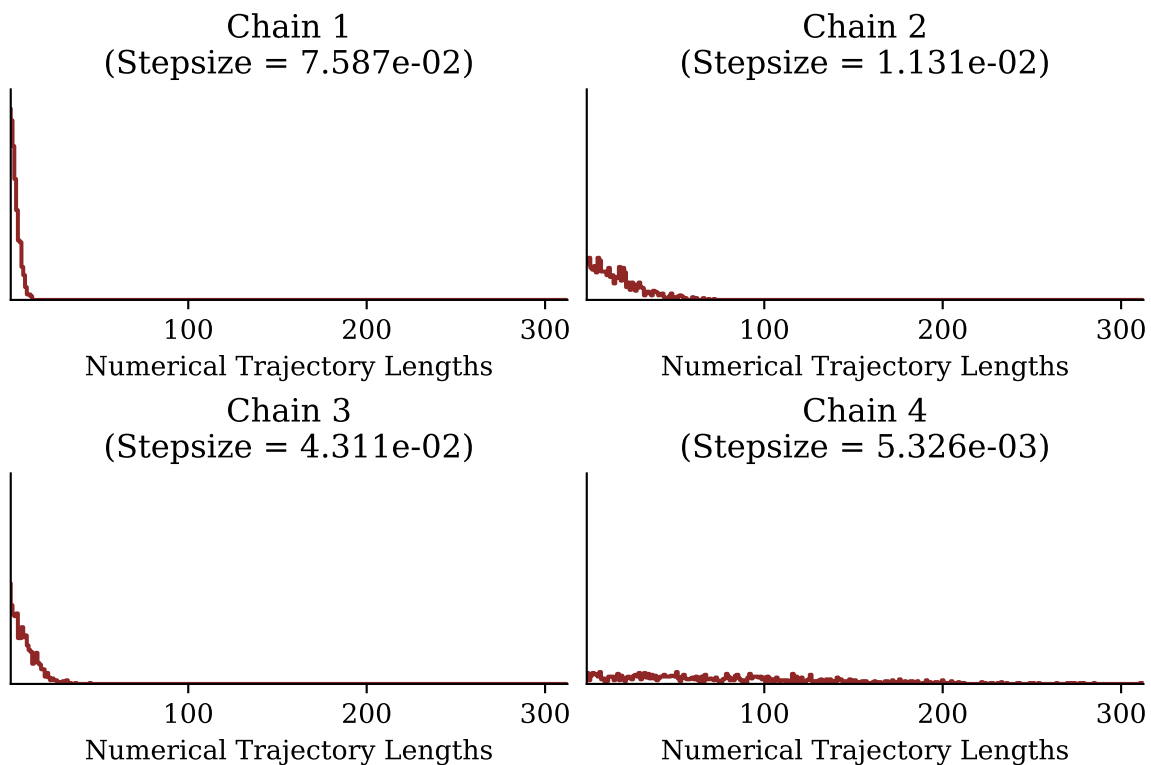 Chain 1
(Stepsize = 7.587e-02)
100 200 300
Numerical Trajectory Lengths
Chain 2
(Stepsize = 1.131e-02)
100 200 300
Numerical Trajectory Lengths
Chain 3
(Stepsize = 4.311e-02)
100 200 300
Numerical Trajectory Lengths
Chain 4
(Stepsize = 5.326e-03)
100 200 300
Numerical Trajectory Lengths